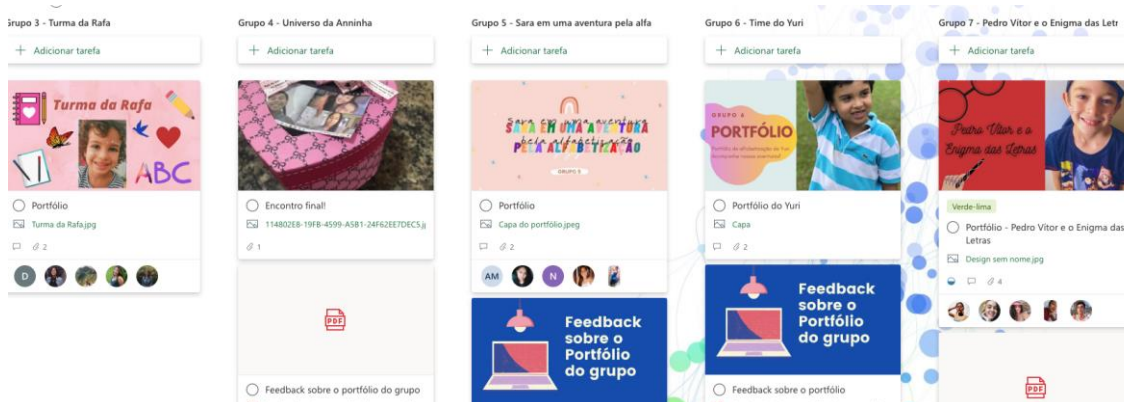 Grupo 3 - Turma da Rafa
Adicionar tarefa
Turma da Rafa
ABC
Portfólio
Turma da Rafa.jpg
2
D
Grupo 4 - Universo da Anninha
Adicionar tarefa
Encontro final!
114802E8-19FB-4599-A5B1-24F62EE7DEC5.j
1
PDF
Feedback sobre o portfólio do grupo
Grupo 5 - Sara em uma aventura pela alfa
Adicionar tarefa
SARA EM UMA AVENTURA
PELA ALFABETIZAÇÃO
GRUPO 5
Portfólio
Capa do portfólio.jpeg
2
AM
N
Feedback
sobre o
Portfólio
do grupo
Grupo 6 - Time do Yuri
Adicionar tarefa
GRUPO 6
PORTFÓLIO
Portfólio do Yuri
Capa
2
Feedback
sobre o
Portfólio
do grupo
Feedback sobre o portfólio
Grupo 7 - Pedro Vítor e o Enigma das Letr
Adicionar tarefa
Pedro Vítor e o
Enigma das Letras
Verde-lima
Portfólio - Pedro Vítor e o Enigma das
Letras
Design sem nome.jpg
4
PDF